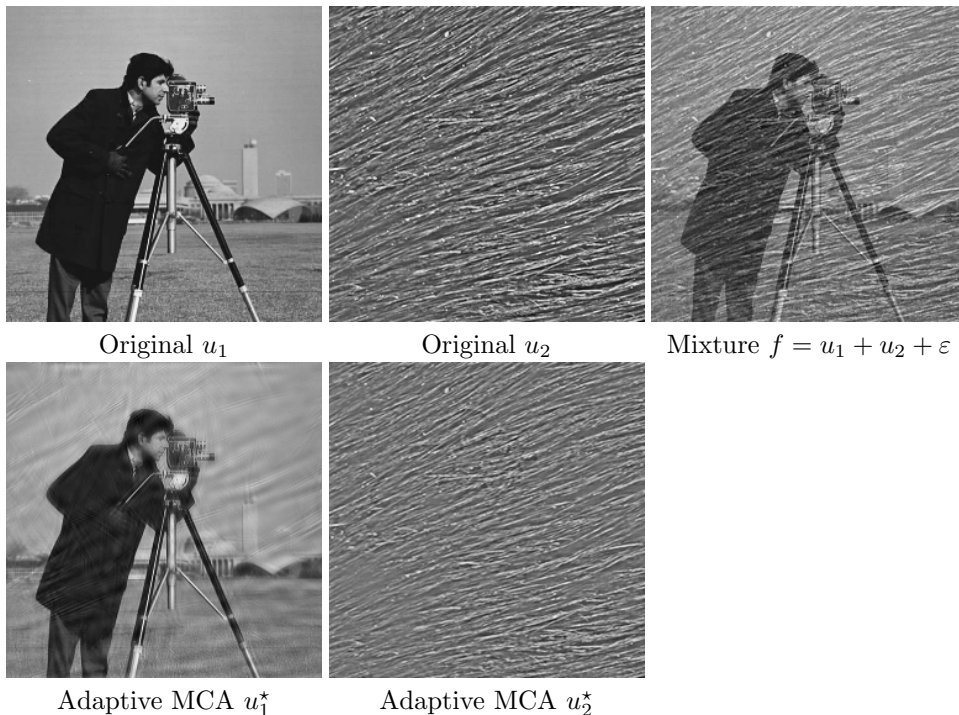 Original u₁
Original u₂
Mixture f = u₁ + u₂ + ε
Adaptive MCA u₁⋆
Adaptive MCA u₂⋆